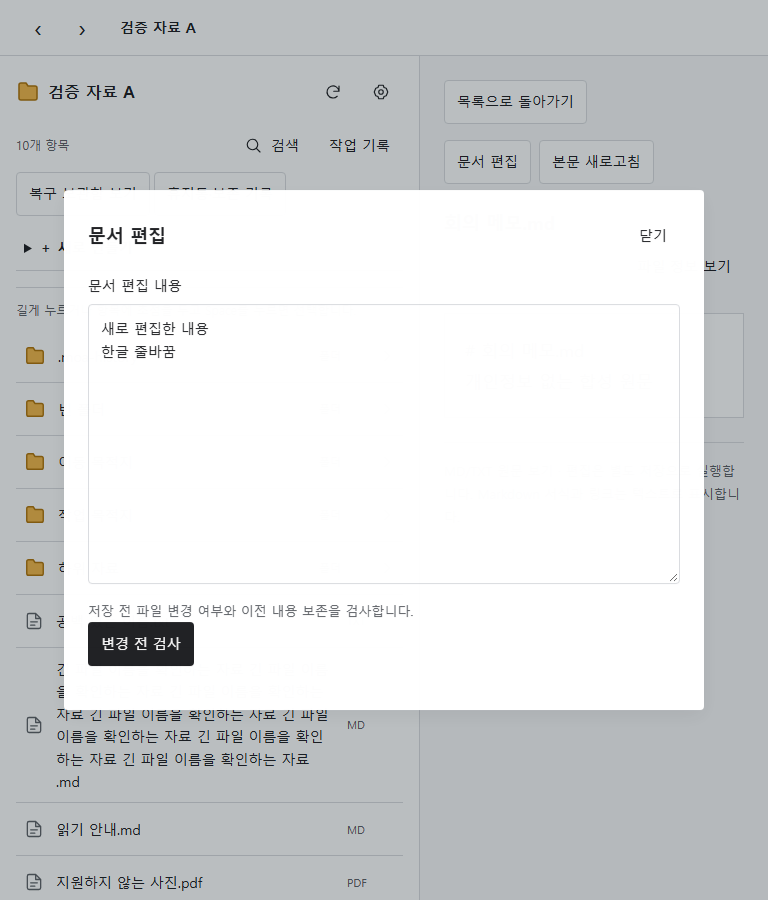 검증 자료 A
검증 자료 A
10개 항목
검색
작업 기록
목록으로 돌아가기
문서 편집
본문 새로고침
문서 편집
닫기
보기
문서 편집 내용
새로 편집한 내용
한글 줄바꿈
저장 전 파일 변경 여부와 이전 내용 보존을 검사합니다.
변경 전 검사
길게 누르
자료 긴 파일 이름을 확인하는 자료 긴 파일
이름을 확인하는 자료 긴 파일 이름을 확인
하는 자료 긴 파일 이름을 확인하는 자료
.md
MD
읽기 안내.md
MD
지원하지 않는 사진.pdf
PDF